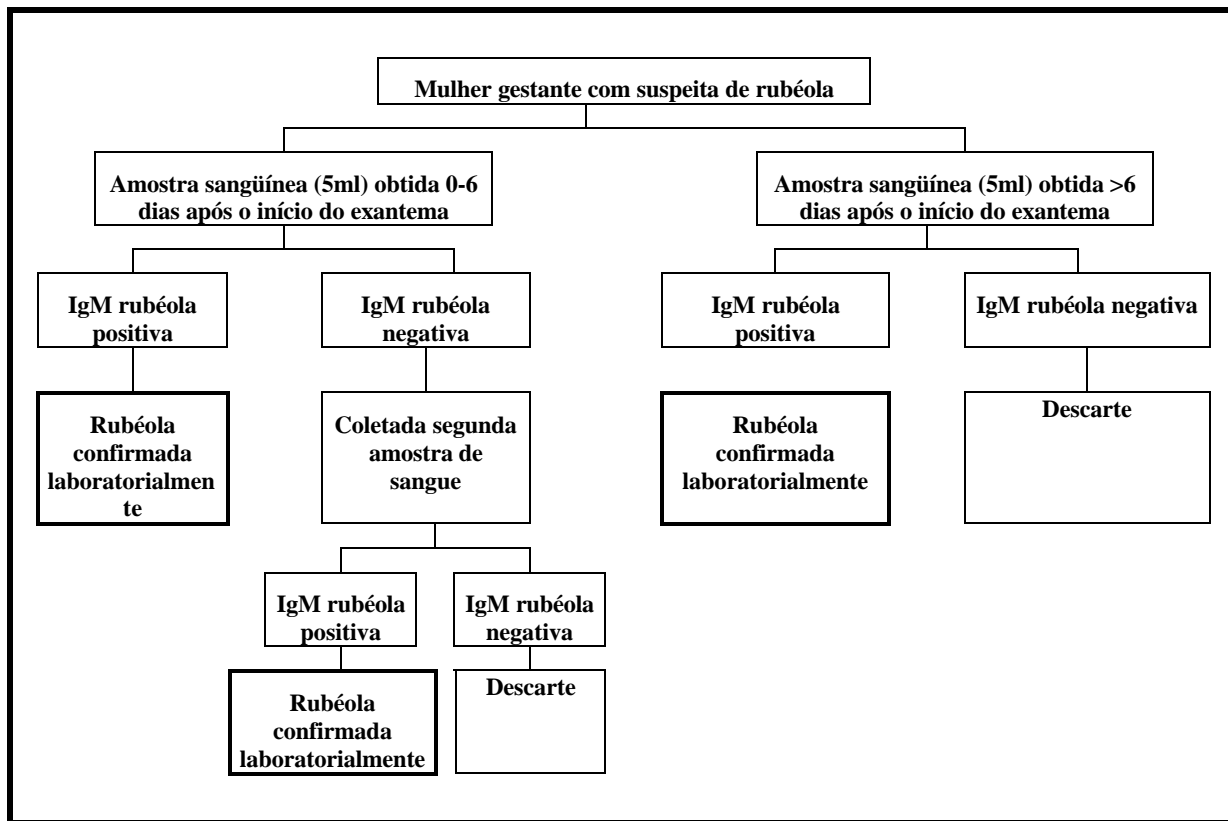 Mulher gestante com suspeita de rubéola
Amostra sangüínea (5ml) obtida 0-6
dias após o início do exantema
Amostra sangüínea (5ml) obtida >6
dias após o início do exantema
IgM rubéola
positiva
IgM rubéola
negativa
IgM rubéola
positiva
IgM rubéola negativa
Rubéola
confirmada
laboratorialmen
te
Coletada segunda
amostra de
sangue
Rubéola
confirmada
laboratorialmente
Descarte
IgM rubéola
positiva
IgM rubéola
negativa
Rubéola
confirmada
laboratorialmente
Descarte